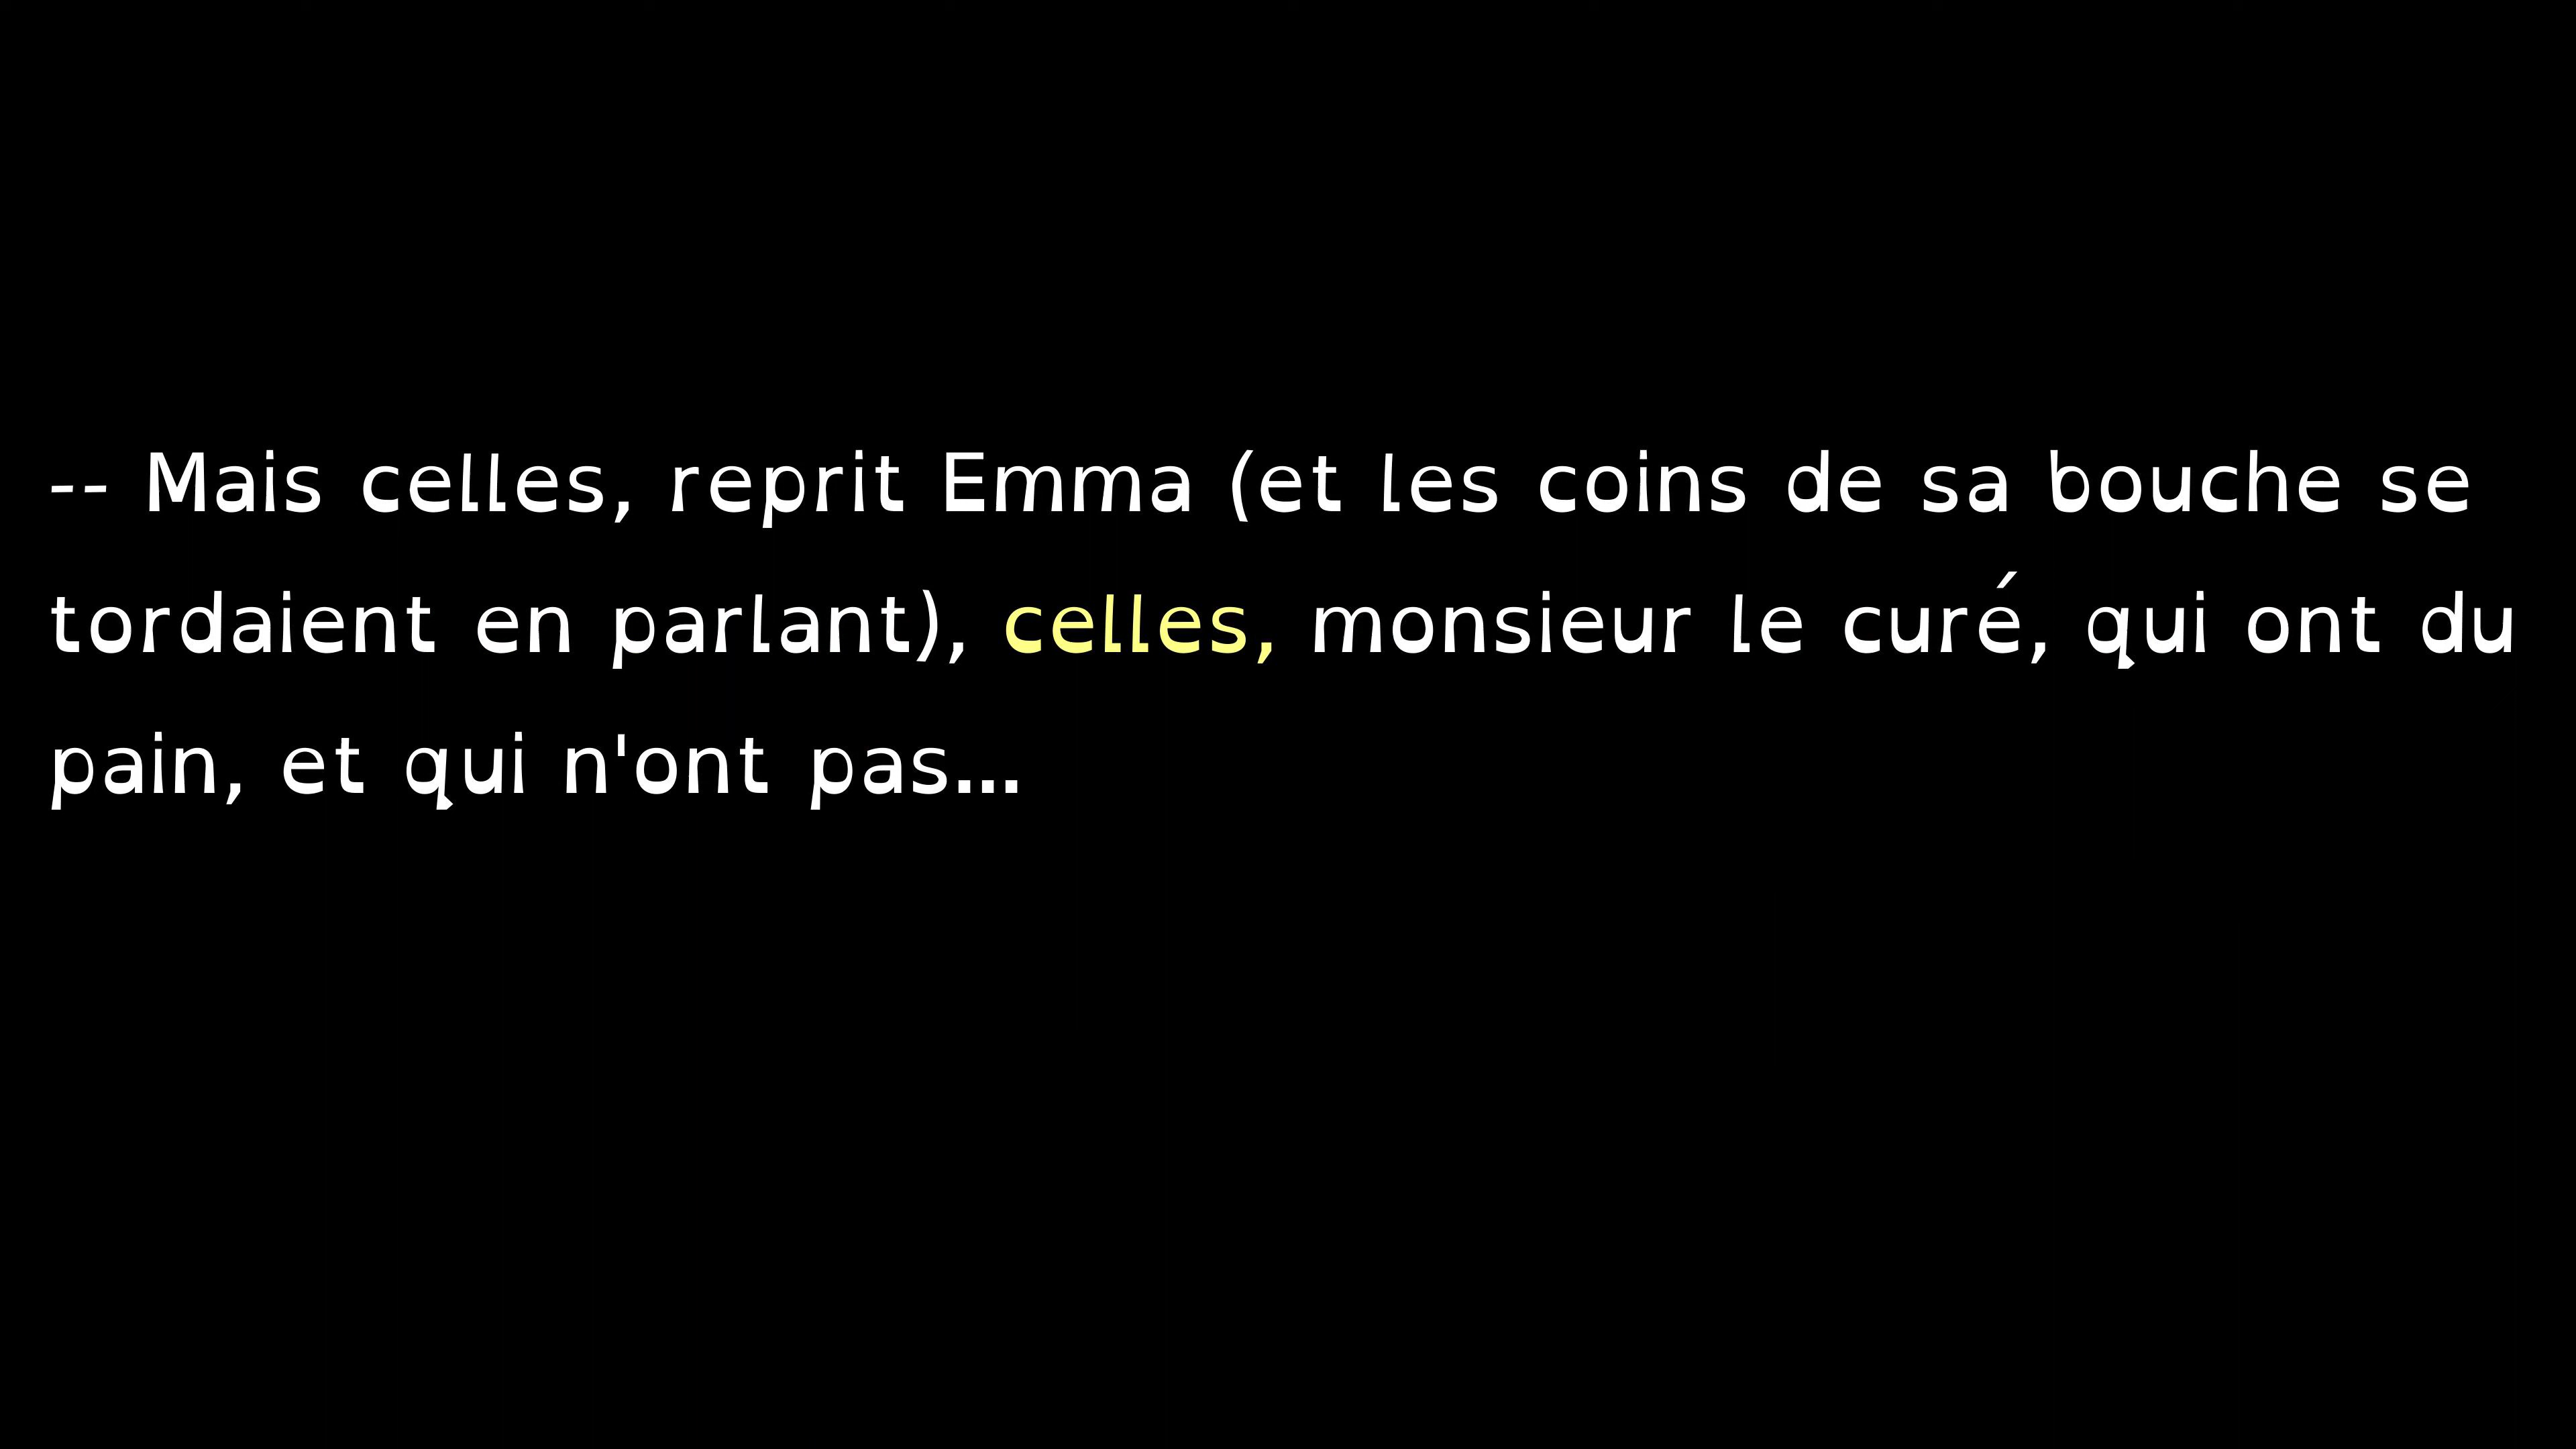 -- Mais celles, reprit Emma (et les coins de sa bouche se
tordaient en parlant), celles, monsieur le curé, qui ont du
pain, et qui n'ont pas...